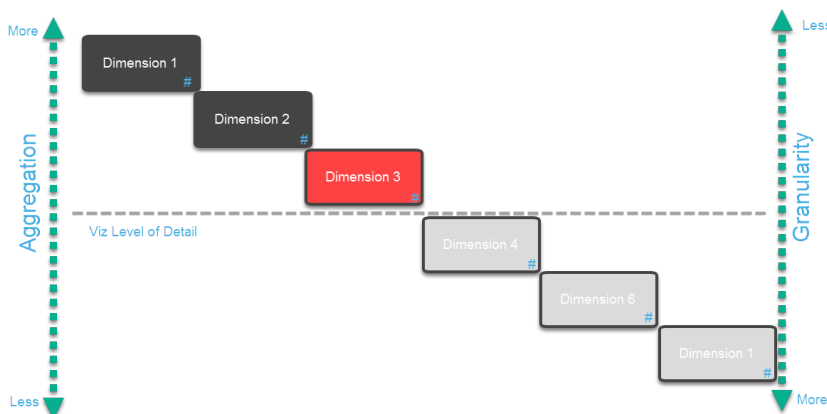 More
Less
Dimension 1
#
Dimension 2
#
Dimension 3
#
Aggregation
Granularity
Viz Level of Detail
Dimension 4
#
Dimension 6
#
Dimension 1
#
Less
More